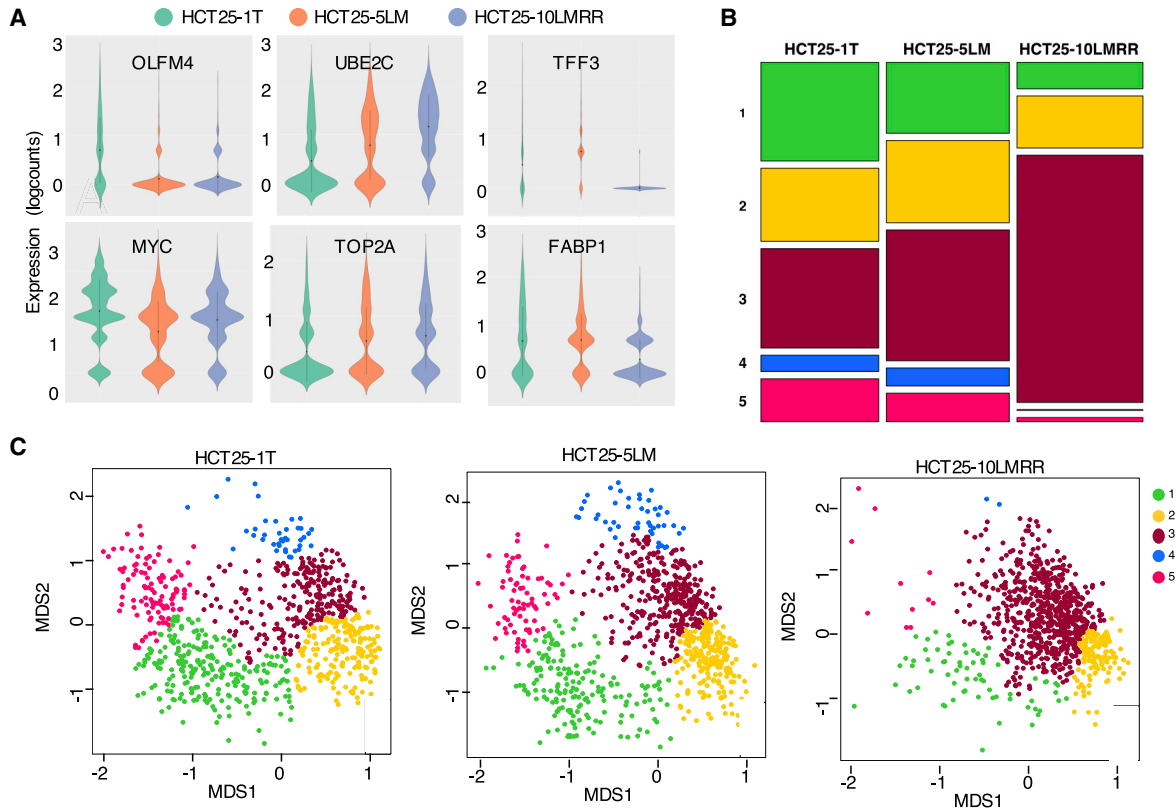 A
HCT25-1T HCT25-5LM HCT25-10LMRR
Expression (logcounts)
3
2
1
0
OLFM4
3
2
1
0
UBE2C
2
1
0
TFF3
3
2
1
0
MYC
2
1
0
TOP2A
3
2
1
0
FABP1
B
HCT25-1T HCT25-5LM HCT25-10LMRR
1
2
3
4
5
C
HCT25-1T
MDS2
2
1
0
-1
-2 -1 0 1
MDS1
HCT25-5LM
MDS2
2
1
0
-1
-2 -1 0 1
MDS1
HCT25-10LMRR
MDS2
2
1
0
-1
-2 -1 0 1
MDS1
1
2
3
4
5